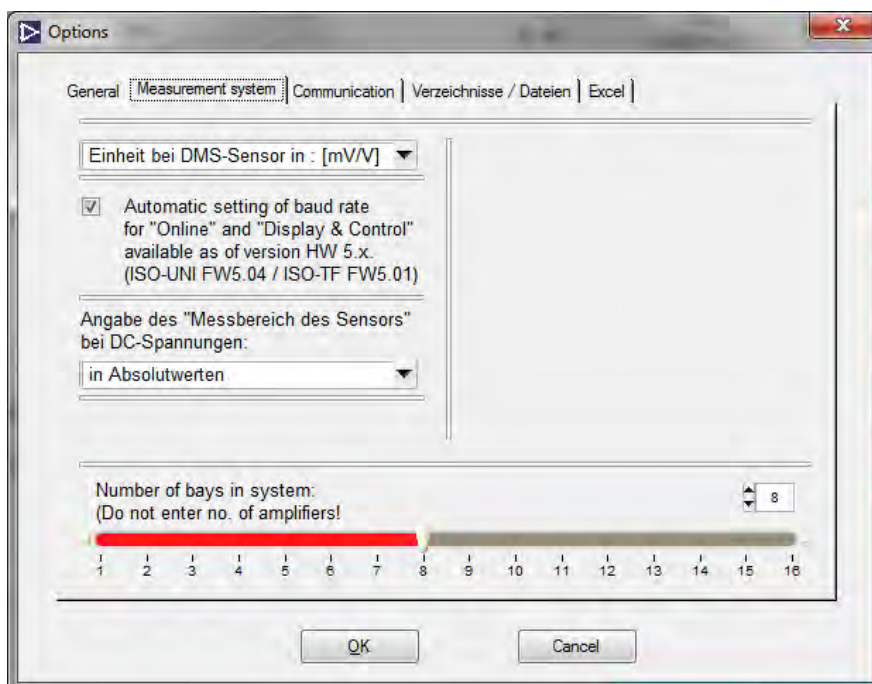 Options
General Measurement system Communication Verzeichnisse / Dateien Excel
Einheit bei DMS-Sensor in : [mV/V]
Automatic setting of baud rate
for "Online" and "Display & Control"
available as of version HW 5.x.
(ISO-UNI FW5.04 / ISO-TF FW5.01)
Angabe des "Messbereich des Sensors"
bei DC-Spannungen:
in Absolutwerten
Number of bays in system:
(Do not enter no. of amplifiers!
8
1 2 3 4 5 6 7 8 9 10 11 12 13 14 15 16
OK Cancel